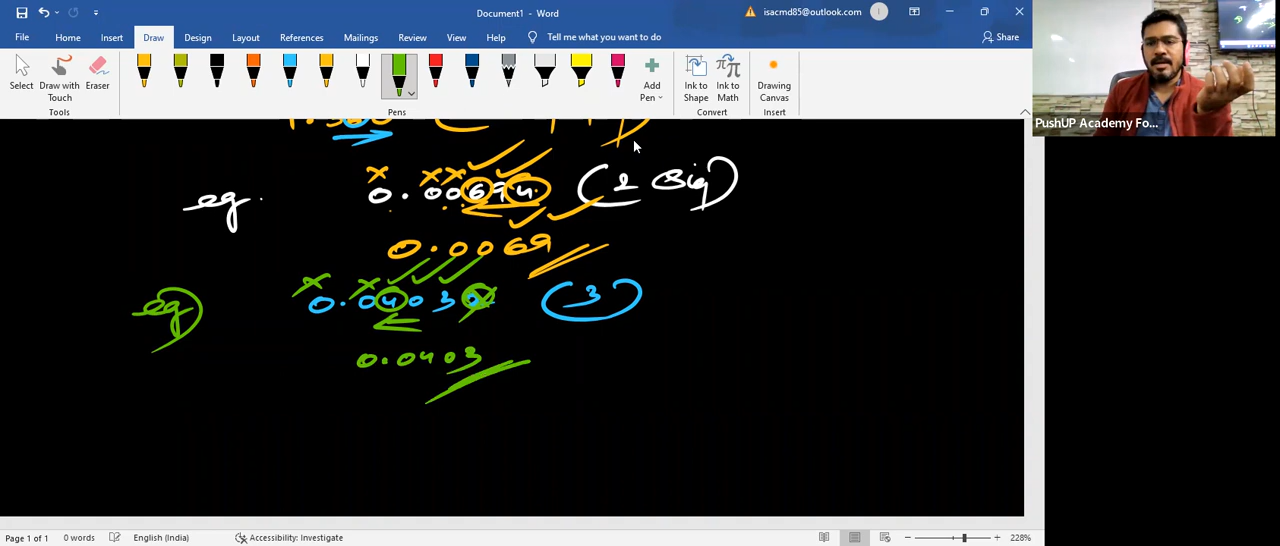 Document1 - Word
isacmd85@outlook.com
File Home Insert Draw Design Layout References Mailings Review View Help Tell me what you want to do Share
Select Draw with Touch Eraser Add Pen Ink to Shape Ink to Math Drawing Canvas
Tools Pens Convert Insert
PushUP Academy Fo...
eg. 0.00694 (2 Sig)
0.0069
eg) 0.04030 (3)
0.0403
Page 1 of 1 0 words English (India) Accessibility: Investigate 228%